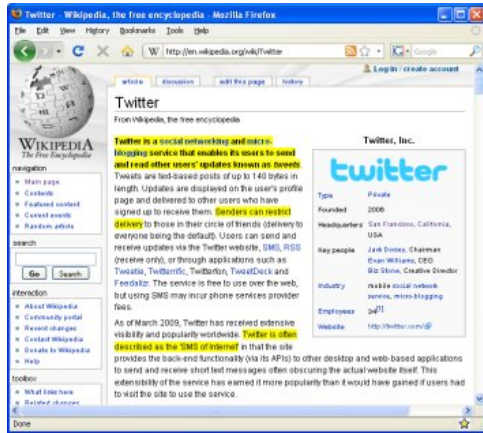 Twitter - Wikipedia, the free encyclopedia - Mozilla Firefox
File Edit View History Bookmarks Tools Help
http://en.wikipedia.org/wiki/Twitter
Google
Log in / create account
article discussion edit this page history
WIKIPEDIA
The Free Encyclopedia
navigation
Main page
Contents
Featured content
Current events
Random article
search
Go Search
interaction
About Wikipedia
Community portal
Recent changes
Contact Wikipedia
Donate to Wikipedia
Help
toolbox
What links here
Related changes
Twitter
From Wikipedia, the free encyclopedia
Twitter is a social networking and micro-
blogging service that enables its users to send
and read other users' updates known as tweets.
Tweets are text-based posts of up to 140 bytes in
length. Updates are displayed on the user's profile
page and delivered to other users who have
signed up to receive them. Senders can restrict
delivery to those in their circle of friends (delivery to
everyone being the default). Users can send and
receive updates via the Twitter website, SMS, RSS
(receive only), or through applications such as
Tweetie, Twitterrific, Twitterfon, TweetDeck and
Feedalizr. The service is free to use over the web,
but using SMS may incur phone services provider
fees.
As of March 2009, Twitter has received extensive
visibility and popularity worldwide. Twitter is often
described as the 'SMS of Internet' in that the site
provides the back-end functionality (via its APIs) to other desktop and web-based applications
to send and receive short text messages often obscuring the actual website itself. This
extensibility of the service has earned it more popularity than it would have gained if users had
to visit the site to use the service.
Twitter, Inc.
twitter
Type Private
Founded 2006
Headquarters San Francisco, California,
USA
Key people Jack Dorsey, Chairman
Evan Williams, CEO
Biz Stone, Creative Director
Industry mobile social network
service, micro-blogging
Employees
Website http://twitter.com/
Done